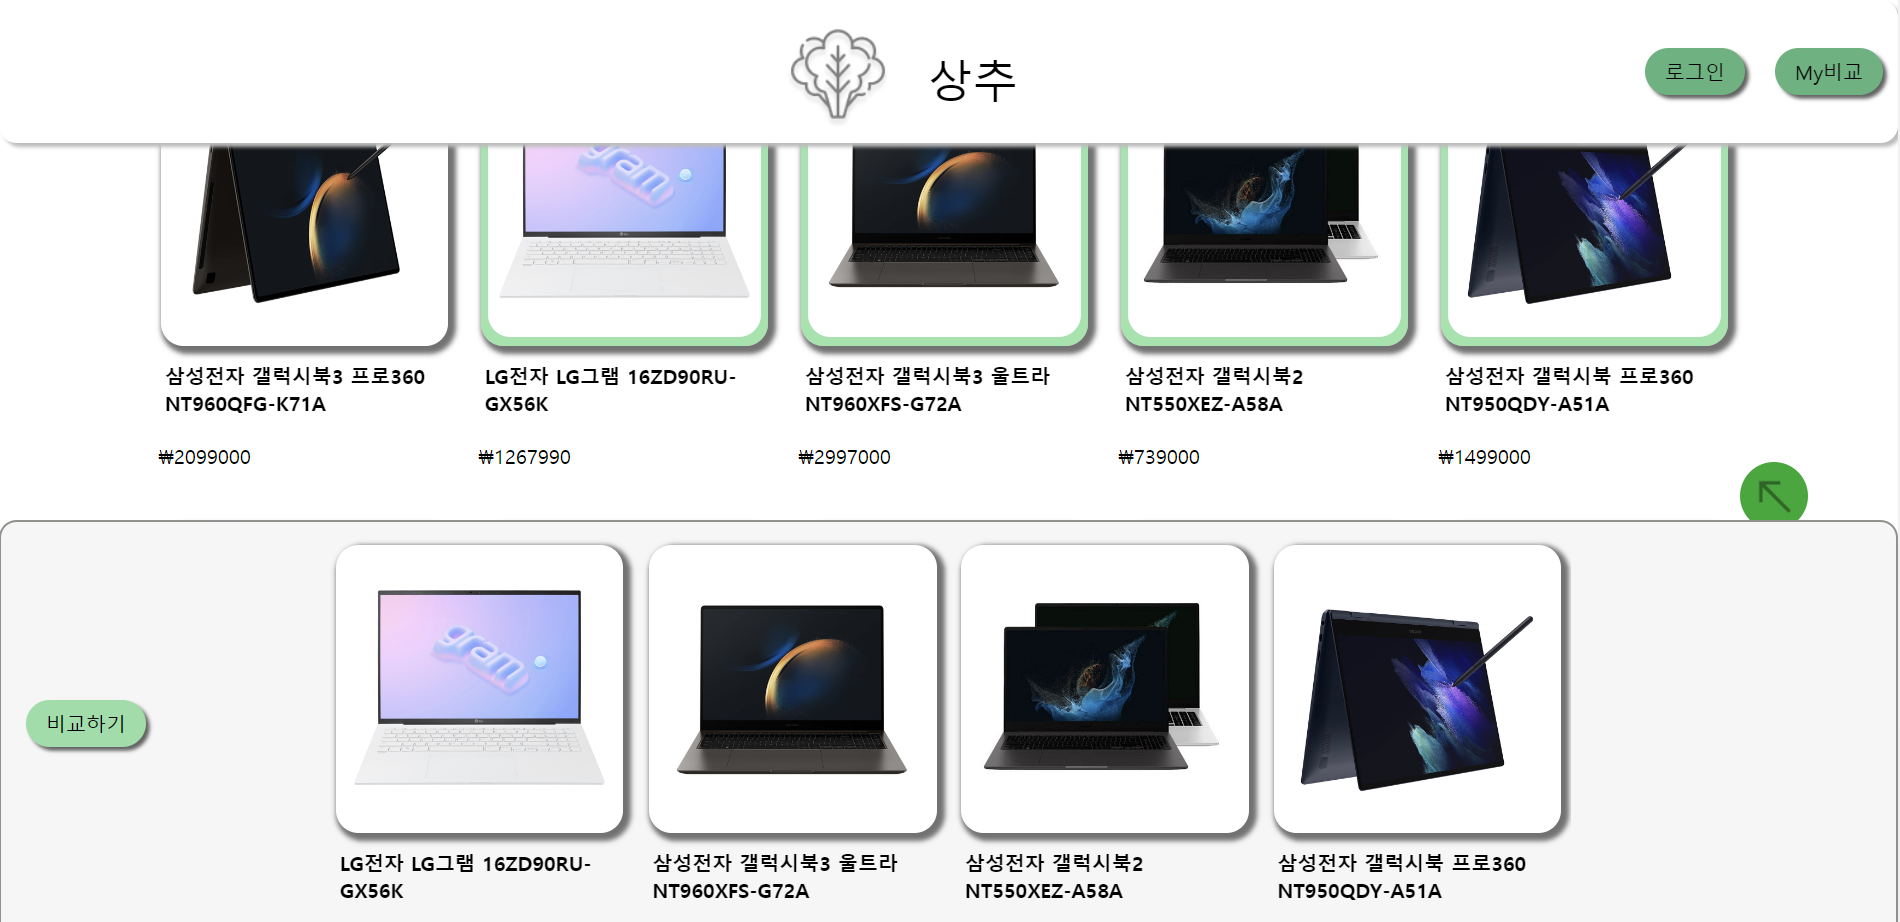 상추
로그인
My비교
gram
삼성전자 갤럭시북3 프로360
NT960QFG-K71A
₩2099000
LG전자 LG그램 16ZD90RU-
GX56K
₩1267990
삼성전자 갤럭시북3 울트라
NT960XFS-G72A
₩2997000
삼성전자 갤럭시북2
NT550XEZ-A58A
₩739000
삼성전자 갤럭시북 프로360
NT950QDY-A51A
₩1499000
비교하기
gram
LG전자 LG그램 16ZD90RU-
GX56K
삼성전자 갤럭시북3 울트라
NT960XFS-G72A
삼성전자 갤럭시북2
NT550XEZ-A58A
삼성전자 갤럭시북 프로360
NT950QDY-A51A